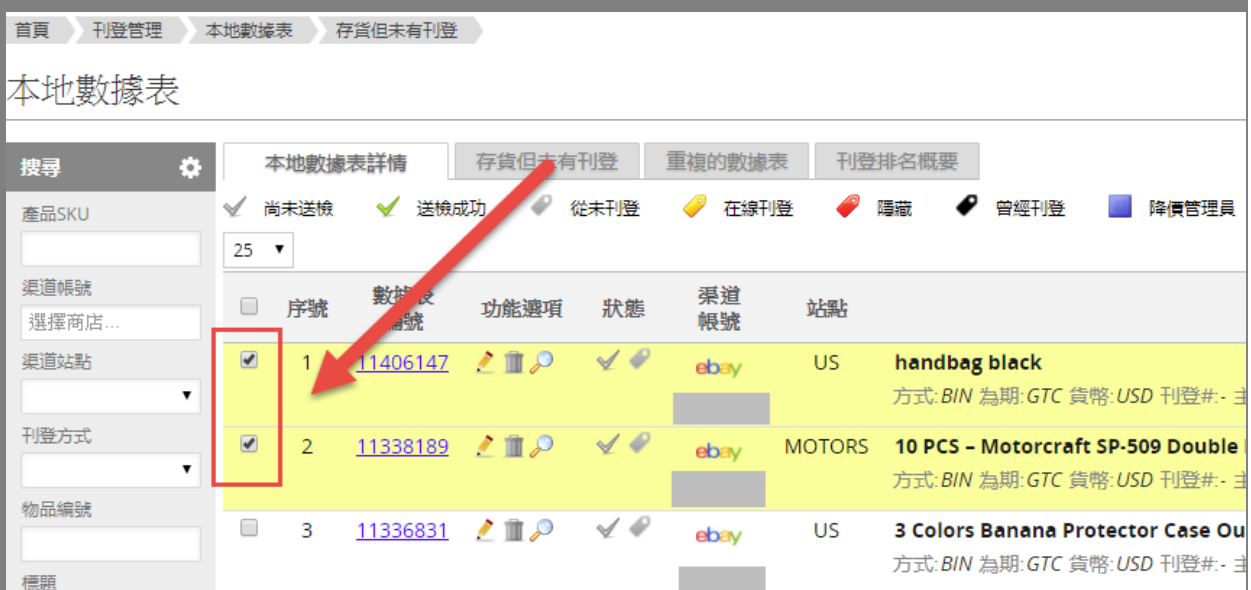 首頁 刊登管理 本地數據表 存貨但未有刊登
本地數據表
搜尋
產品SKU
渠道帳號
選擇商店...
渠道站點
刊登方式
物品編號
標題
本地數據表詳情 存貨但未有刊登 重複的數據表 刊登排名概要
尚未送檢 送檢成功 從未刊登 在線刊登 隱藏 曾經刊登 降價管理員
25
序號 數據表編號 功能選項 狀態 渠道帳號 站點
1 11406147 ebay US handbag black
方式:BIN 為期:GTC 貨幣:USD 刊登#:- 主
2 11338189 ebay MOTORS 10 PCS – Motorcraft SP-509 Double
方式:BIN 為期:GTC 貨幣:USD 刊登#:- 主
3 11336831 ebay US 3 Colors Banana Protector Case Ou
方式:BIN 為期:GTC 貨幣:USD 刊登#:- 主